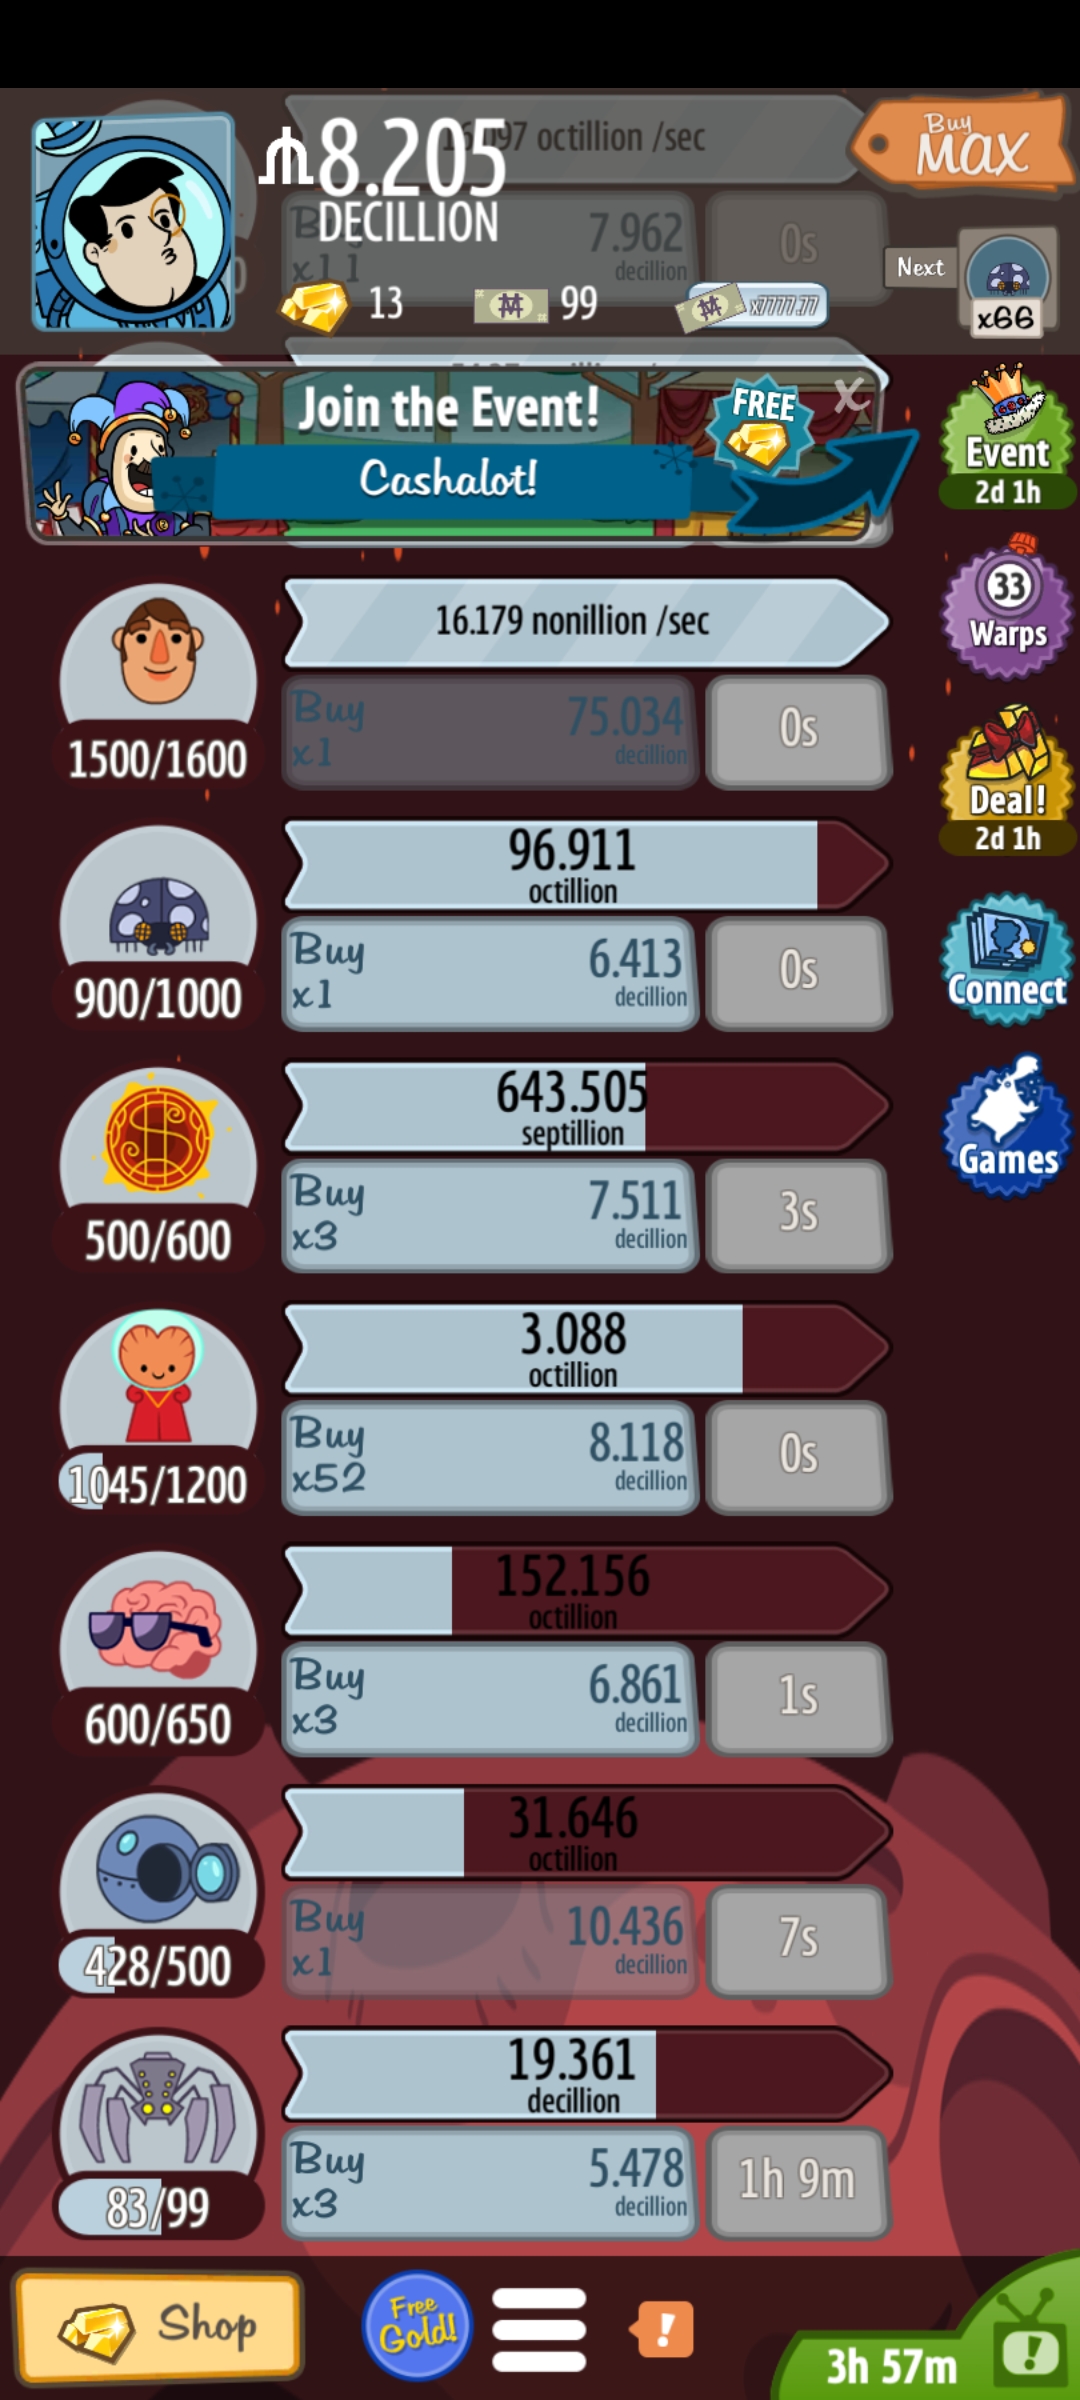 16.097 octillion /sec
Buy
MAX
8.205
DECILLION
Buy
x11
7.962
decillion
0s
Next
x66
13
99
x7777.77
Join the Event!
FREE
X
Cashalot!
Event
2d 1h
16.179 nonillion /sec
33
Warps
1500/1600
Buy
x1
75.034
decillion
0s
Deal!
2d 1h
96.911
octillion
900/1000
Buy
x1
6.413
decillion
0s
Connect
643.505
septillion
500/600
Buy
x3
7.511
decillion
3s
Games
3.088
octillion
1045/1200
Buy
x52
8.118
decillion
0s
152.156
octillion
600/650
Buy
x3
6.861
decillion
1s
31.646
octillion
428/500
Buy
x1
10.436
decillion
7s
19.361
decillion
83/99
Buy
x3
5.478
decillion
1h 9m
Shop
Free
Gold!
!
3h 57m
!